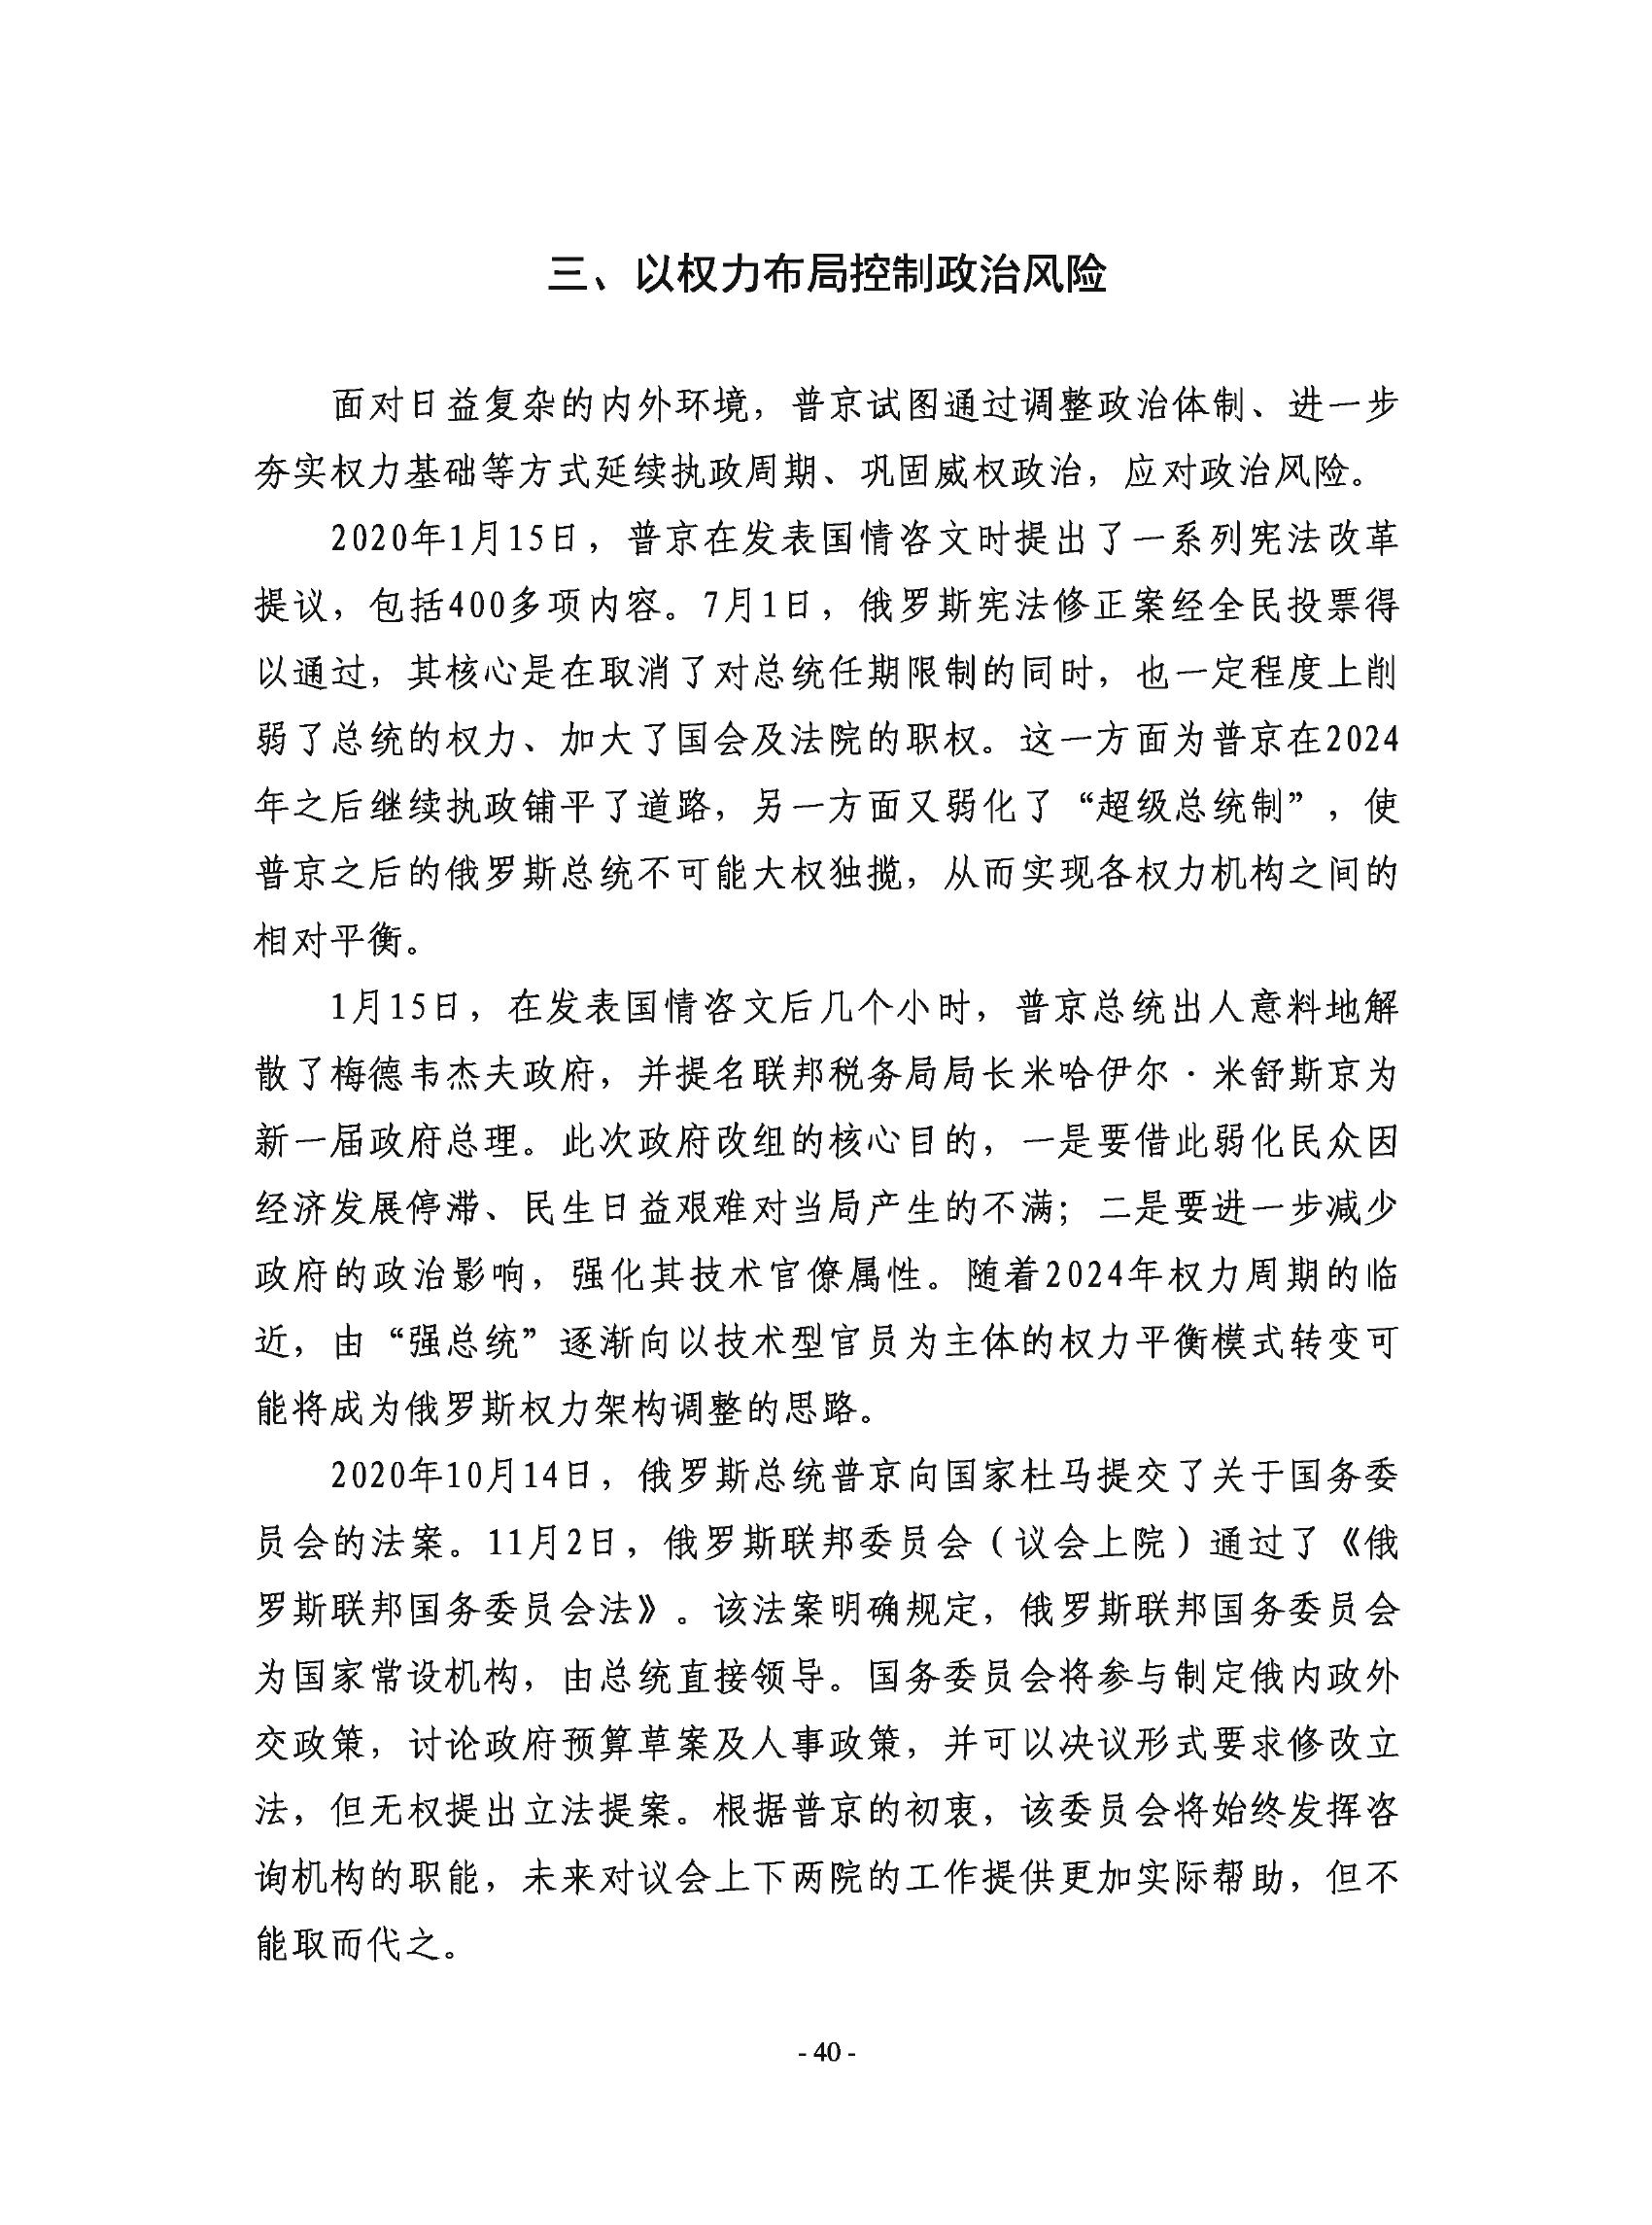 三、以权力布局控制政治风险
面对日益复杂的内外环境，普京试图通过调整政治体制、进一步
夯实权力基础等方式延续执政周期、巩固威权政治，应对政治风险。
2020年1月15日，普京在发表国情咨文时提出了一系列宪法改革
提议，包括400多项内容。7月1日，俄罗斯宪法修正案经全民投票得
以通过，其核心是在取消了对总统任期限制的同时，也一定程度上削
弱了总统的权力、加大了国会及法院的职权。这一方面为普京在2024
年之后继续执政铺平了道路，另一方面又弱化了“超级总统制”，使
普京之后的俄罗斯总统不可能大权独揽，从而实现各权力机构之间的
相对平衡。
1月15日，在发表国情咨文后几个小时，普京总统出人意料地解
散了梅德韦杰夫政府，并提名联邦税务局局长米哈伊尔·米舒斯京为
新一届政府总理。此次政府改组的核心目的，一是要借此弱化民众因
经济发展停滞、民生日益艰难对当局产生的不满；二是要进一步减少
政府的政治影响，强化其技术官僚属性。随着2024年权力周期的临
近，由“强总统”逐渐向以技术型官员为主体的权力平衡模式转变可
能将成为俄罗斯权力架构调整的思路。
2020年10月14日，俄罗斯总统普京向国家杜马提交了关于国务委
员会的法案。11月2日，俄罗斯联邦委员会（议会上院）通过了《俄
罗斯联邦国务委员会法》。该法案明确规定，俄罗斯联邦国务委员会
为国家常设机构，由总统直接领导。国务委员会将参与制定俄内政外
交政策，讨论政府预算草案及人事政策，并可以决议形式要求修改立
法，但无权提出立法提案。根据普京的初衷，该委员会将始终发挥咨
询机构的职能，未来对议会上下两院的工作提供更加实际帮助，但不
能取而代之。
- 40 -